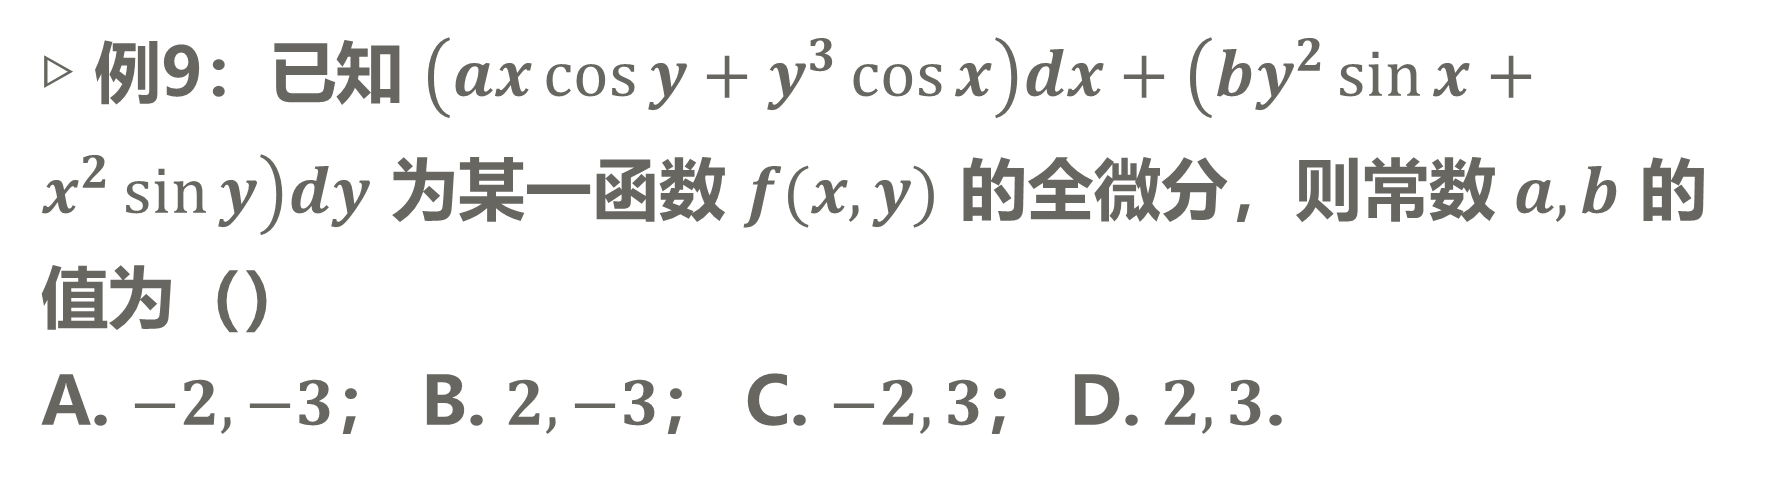 ▷ 例9：已知 (ax cos y + y³ cos x)dx + (by² sin x +
x² sin y)dy 为某一函数 f(x, y) 的全微分，则常数 a, b 的
值为（）
A. −2, −3； B. 2, −3； C. −2, 3； D. 2, 3.